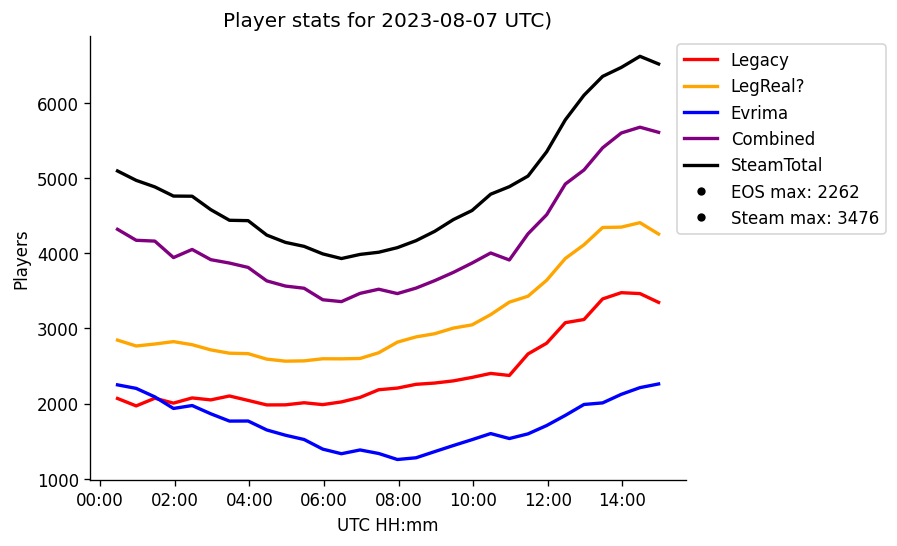 Player stats for 2023-08-07 UTC)
Legacy
LegReal?
Evrima
Combined
SteamTotal
EOS max: 2262
Steam max: 3476
6000
5000
4000
3000
2000
1000
Players
00:00 02:00 04:00 06:00 08:00 10:00 12:00 14:00
UTC HH:mm